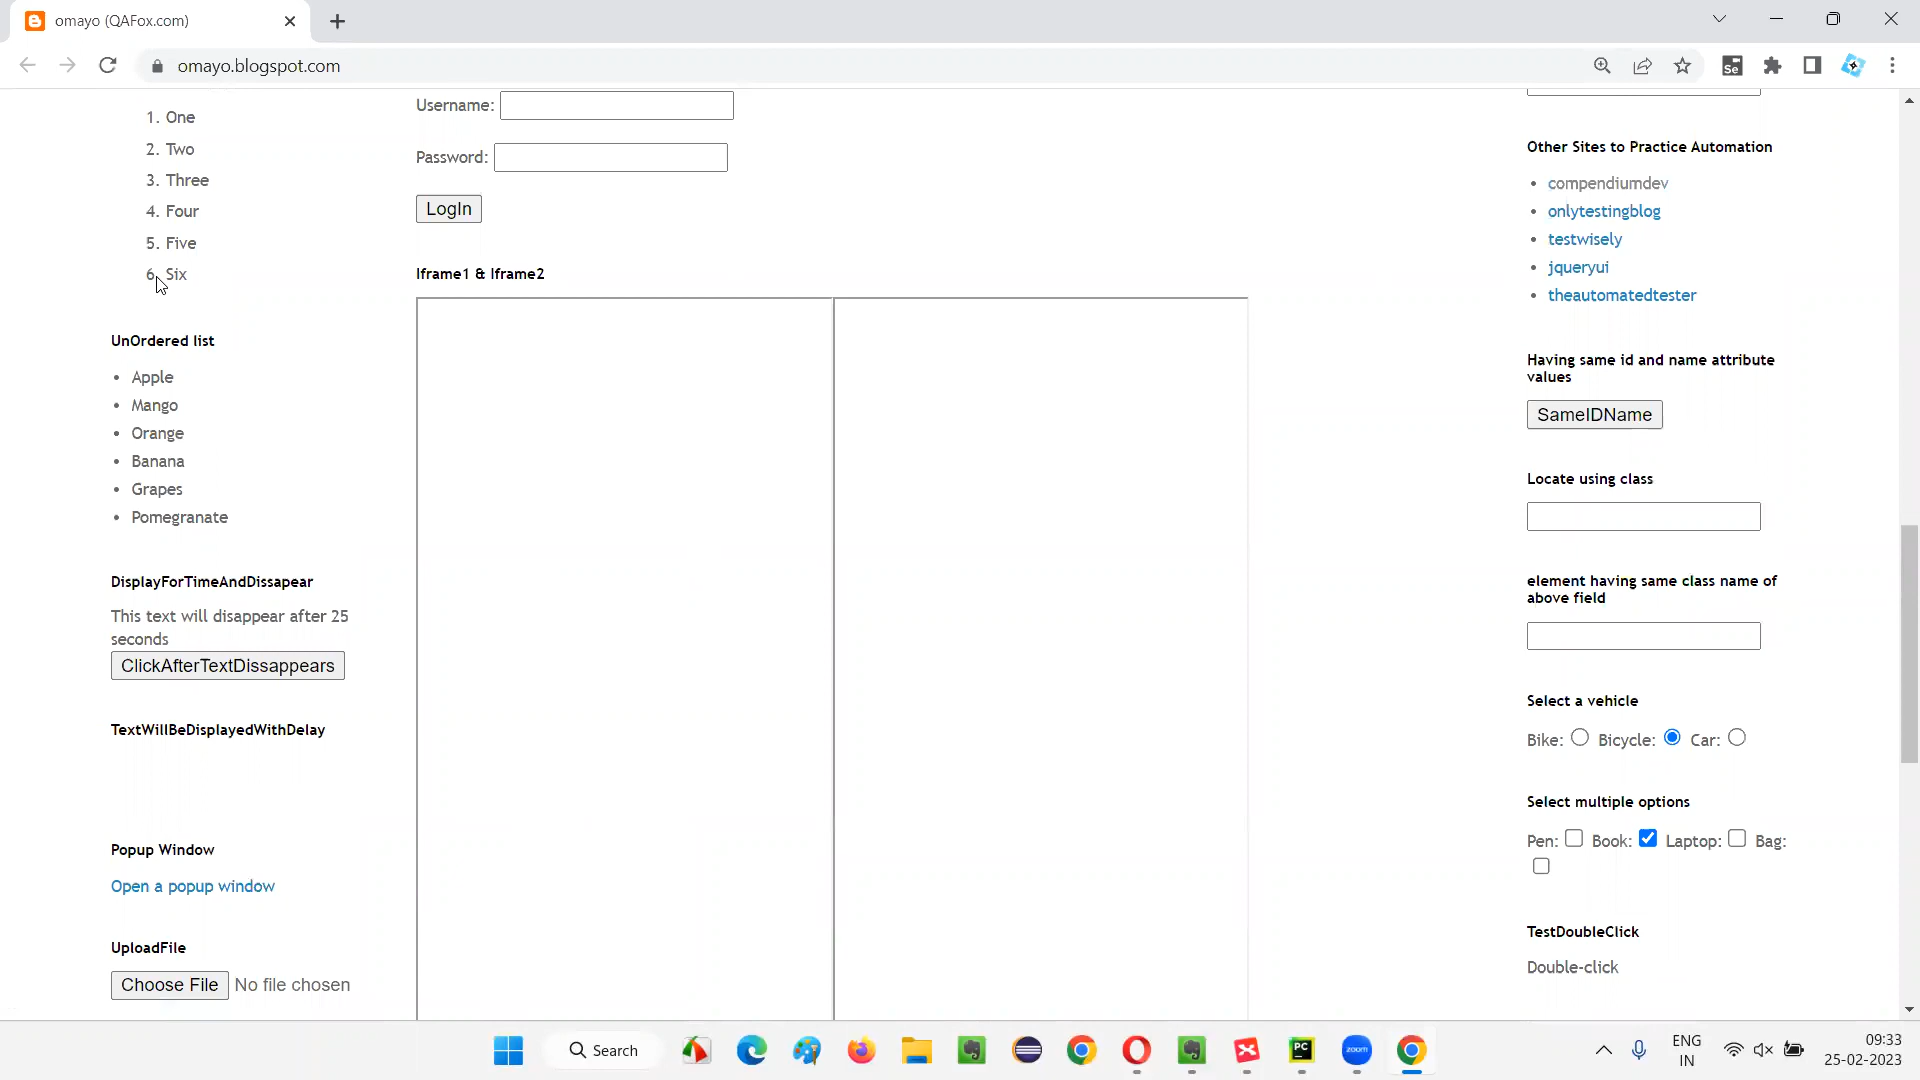 omayo (QAFox.com)
omayo.blogspot.com
1. One
2. Two
3. Three
4. Four
5. Five
6. Six
UnOrdered list
• Apple
• Mango
• Orange
• Banana
• Grapes
• Pomegranate
DisplayForTimeAndDissapear
This text will disappear after 25
seconds
ClickAfterTextDissappears
TextWillBeDisplayedWithDelay
Popup Window
Open a popup window
UploadFile
Choose File No file chosen
Username:
Password:
LogIn
Iframe1 & Iframe2
Other Sites to Practice Automation
• compendiumdev
• onlytestingblog
• testwisely
• jqueryui
• theautomatedtester
Having same id and name attribute
values
SameIDName
Locate using class
element having same class name of
above field
Select a vehicle
Bike: Bicycle: Car:
Select multiple options
Pen: Book: Laptop: Bag:
TestDoubleClick
Double-click
Search
zoom
PC
Se
ENG
IN
09:33
25-02-2023